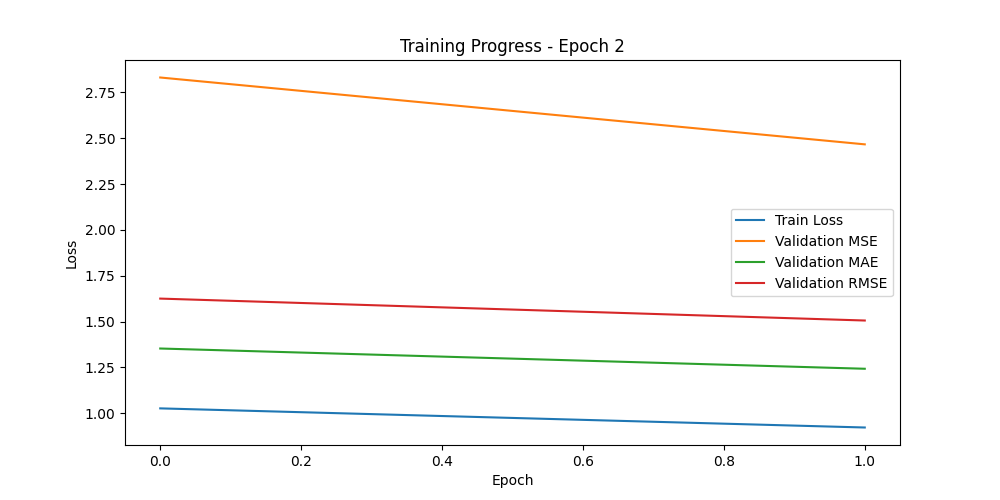 Training Progress - Epoch 2
Loss
2.75
2.50
2.25
2.00
1.75
1.50
1.25
1.00
Train Loss
Validation MSE
Validation MAE
Validation RMSE
0.0 0.2 0.4 0.6 0.8 1.0
Epoch